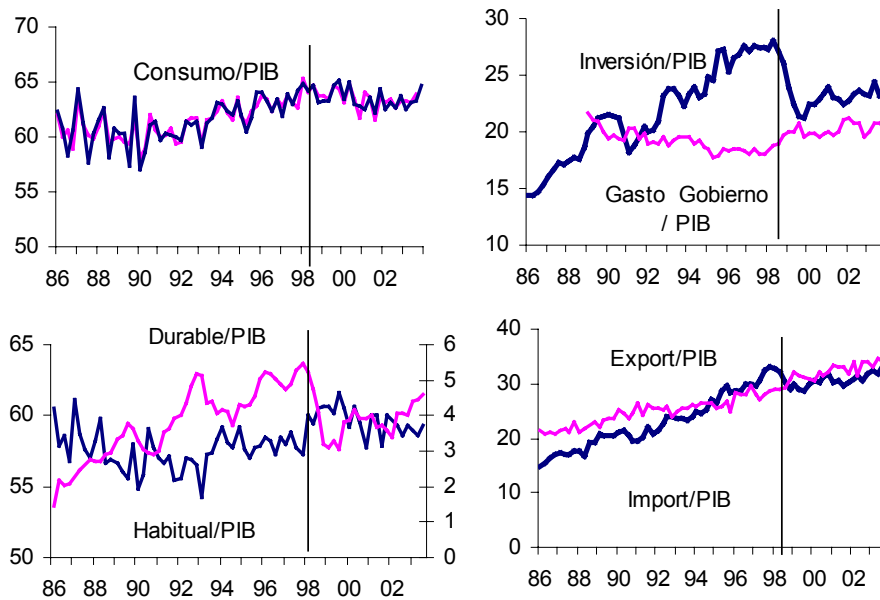 70
65
60
55
50
Consumo/PIB
86 88 90 92 94 96 98 00 02
30
25
20
15
10
Inversión/PIB
Gasto Gobierno
/ PIB
86 88 90 92 94 96 98 00 02
65
60
55
50
Durable/PIB
Habitual/PIB
6
5
4
3
2
1
0
86 88 90 92 94 96 98 00 02
40
30
20
10
0
Export/PIB
Import/PIB
86 88 90 92 94 96 98 00 02